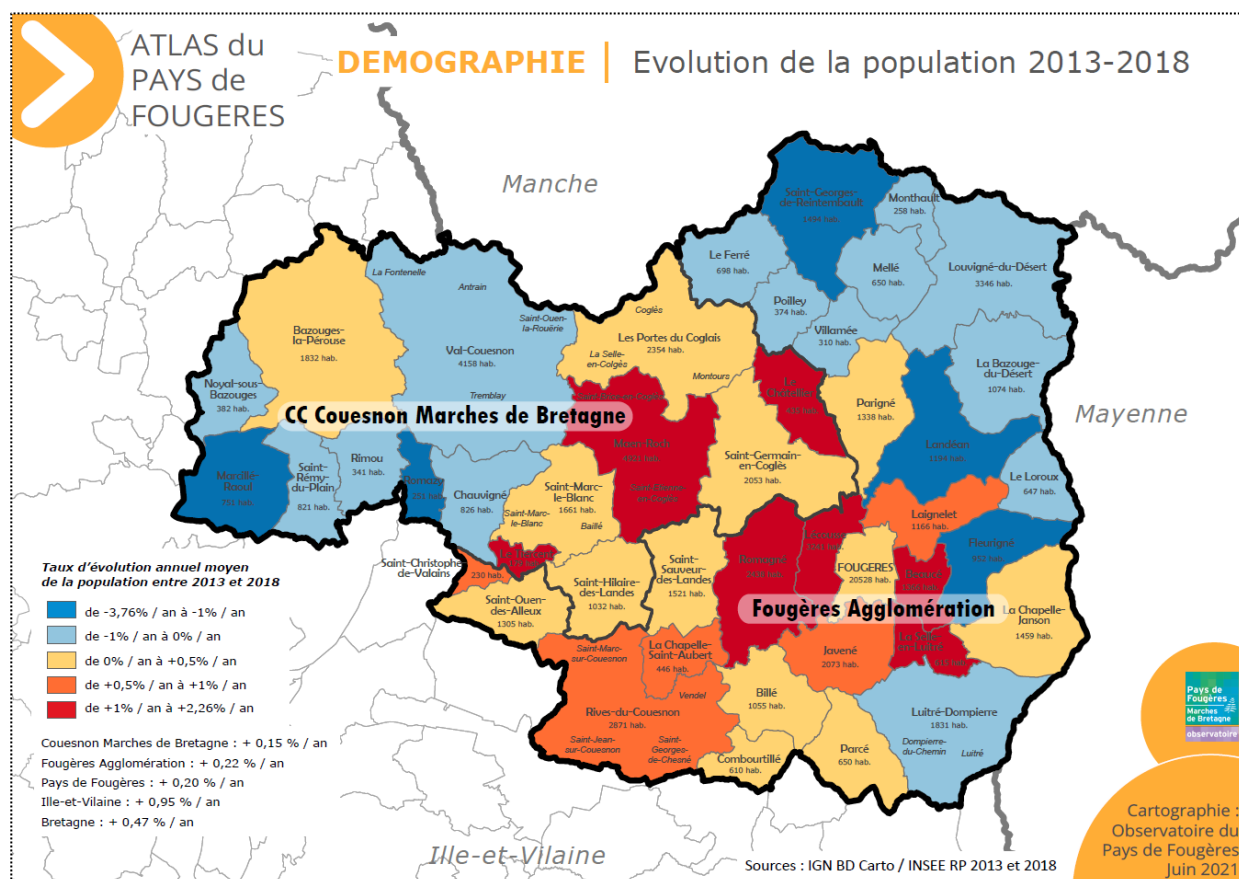 ATLAS du
PAYS de
FOUGERES
DEMOGRAPHIE | Evolution de la population 2013-2018
Manche
Saint-Georges-
de-Reintembault
1494 hab.
Monthault
258 hab.
Le Ferré
698 hab.
Mellé
650 hab.
Louvigné-du-Désert
3346 hab.
Poilley
374 hab.
Villamée
310 hab.
La Fontenelle
Antrain
Saint-Ouen-
la-Rouërie
Bazouges-
la-Pérouse
1832 hab.
Val-Couesnon
4158 hab.
Tremblay
Coglès
Les Portes du Coglais
2354 hab.
La Selle-
en-Colgès
Montours
Noyal-sous-
Bazouges
382 hab.
La Bazouge-
du-Désert
1074 hab.
Parigné
1338 hab.
Le Chatellier
Mayenne
CC Couesnon Marches de Bretagne
Maen Roch
Landéan
1194 hab.
Saint-Germain-
en-Coglès
2053 hab.
Marcillé-
Raoul
751 hab.
Saint-
Rémy-
du-Plain
821 hab.
Rimou
341 hab.
Romazy
231 hab.
Chauvigné
826 hab.
Saint-Marc-
le-Blanc
1661 hab.
Saint-Marc-
le-Blanc
Baillé
Le Loroux
647 hab.
Laignelet
1166 hab.
Fleurigné
952 hab.
Le Tiercent
Saint-Christophe-
de-Valains
230 hab.
Saint-Ouen-
des-Alleux
1305 hab.
Saint-Hilaire-
des-Landes
1032 hab.
Saint-
Sauveur-
des-Landes
1521 hab.
Romagné
Lécousse
FOUGERES
20528 hab.
Beaucé
Fougères Agglomération
La Chapelle-
Janson
1459 hab.
La Selle-
en-Luitré
Javené
2073 hab.
Saint-Marc-
sur-Couesnon
La Chapelle-
Saint-Aubert
446 hab.
Vendel
Rives-du-Couesnon
2871 hab.
Saint-Jean-
sur-Couesnon
Saint-
Georges-
de-Chesné
Billé
1055 hab.
Combourtillé
610 hab.
Parcé
650 hab.
Luitré-Dompierre
1831 hab.
Dompierre-
du-Chemin
Luitré
Taux d'évolution annuel moyen
de la population entre 2013 et 2018
de -3,76% / an à -1% / an
de -1% / an à 0% / an
de 0% / an à +0,5% / an
de +0,5% / an à +1% / an
de +1% / an à +2,26% / an
Couesnon Marches de Bretagne : + 0,15 % / an
Fougères Agglomération : + 0,22 % / an
Pays de Fougères : + 0,20 % / an
Ille-et-Vilaine : + 0,95 % / an
Bretagne : + 0,47 % / an
Ille-et-Vilaine
Sources : IGN BD Carto / INSEE RP 2013 et 2018
Pays de
Fougères
Marches
de Bretagne
observatoire
Cartographie :
Observatoire du
Pays de Fougères
Juin 2021